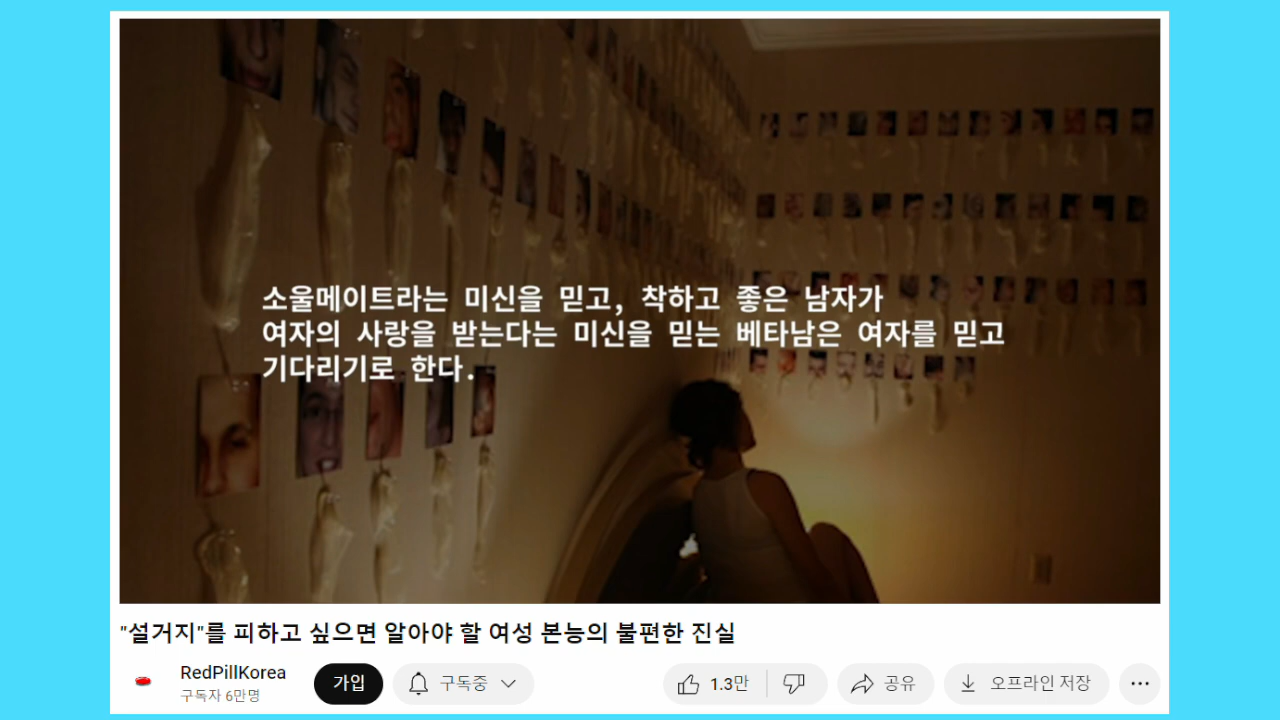 소울메이트라는 미신을 믿고, 착하고 좋은 남자가
여자의 사랑을 받는다는 미신을 믿는 베타남은 여자를 믿고
기다리기로 한다.
"설거지"를 피하고 싶으면 알아야 할 여성 본능의 불편한 진실
RedPillKorea
구독자 6만명
가입
구독중
1.3만
공유
오프라인 저장